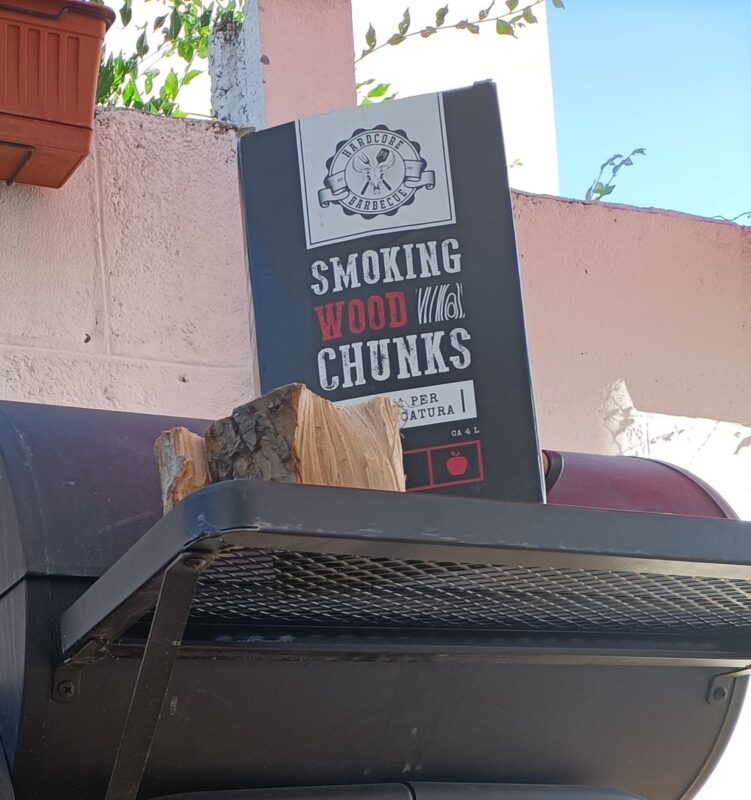 HARDCORE
BARBECUE
SMOKING
WOOD
CHUNKS
PER
CA 4 L